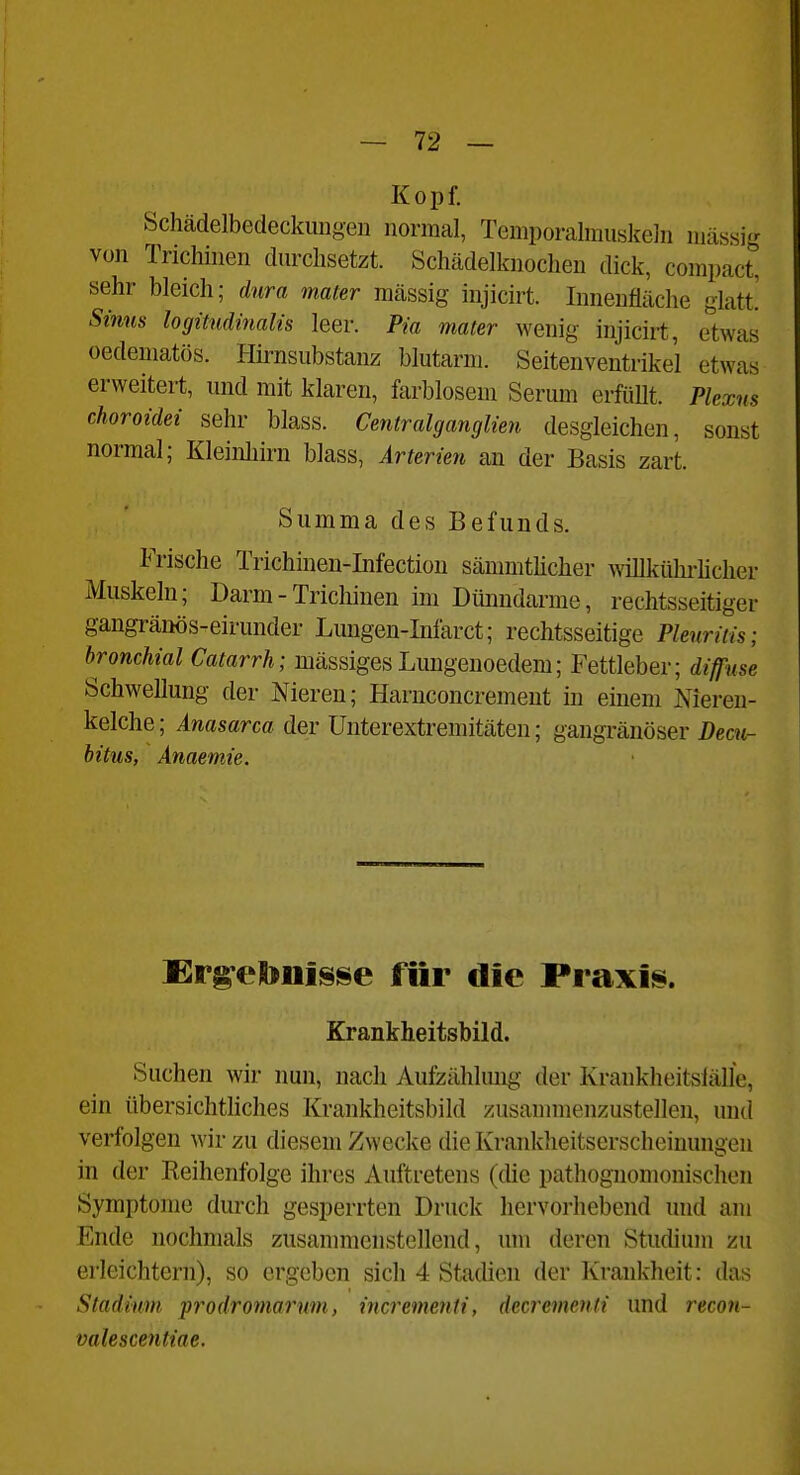 — 72 —
Kopf.
Schädelbedeckungen normal, Temporalmuskeln mässig
von Trichinen durchsetzt. Schädelknochen dick, compact,
sehr bleich; dura mater mässig injicirt. Innenfläche glatt.
Sinus logitudinalis leer. Pia mater wenig injicirt, etwas
oedematös. Hirnsubstanz blutarm. Seitenventrikel etwas
erweitert, und mit klaren, farblosem Serum erfüllt. Plexus
choroidei sehr blass. Centralganglien desgleichen, sonst
normal; Kleinhirn blass, Arterien an der Basis zart.
Summa des Befunds.
Frische Trichinen-Infection sämmtlicher willkührlicher
Muskeln; Darm-Trichinen im Dünndarme, rechtsseitiger
gangränös-eirunder Lungen-Infarct; rechtsseitige Pleuritis;
bronchial Catarrh; mässiges Lungenoedem; Fettleber; diffuse
Schwellung der Nieren; Harnconcrement in einem Nieren-
kelche; Anasarca der Unterextremitäten; gangränöser Decu-
bitus, Anaemie.
Ergebnisse für die Praxis.
Krankheitsbild.
Suchen wir nun, nach Aufzählung der Krankheitsfälle,
ein übersichtliches Krankheitsbild zusammenzustellen, und
verfolgen wir zu diesem Zwecke die Krankheitserscheinungen
in der Reihenfolge ihres Auftretens (die pathognomonischen
Symptome durch gesperrten Druck hervorhebend und am
Ende nochmals zusammenstellend, um deren Studium zu
erleichtern), so ergeben sich 4 Stadien der Krankheit: das
Stadium prodromarum, incrementi, decrementi und recon-
valescentiae.